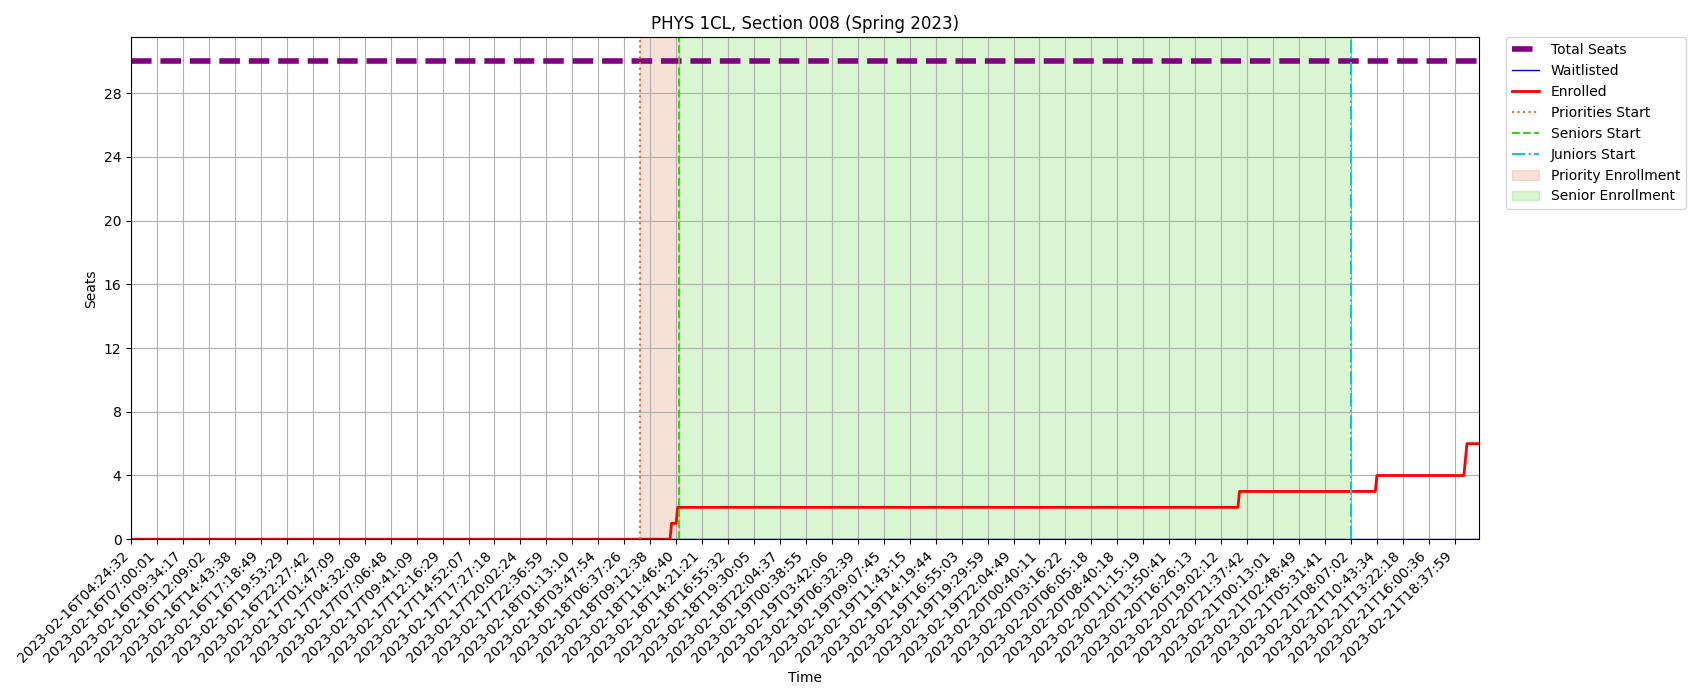 PHYS 1CL, Section 008 (Spring 2023)
Total Seats
Waitlisted
Enrolled
Priorities Start
Seniors Start
Juniors Start
Priority Enrollment
Senior Enrollment
Seats
28
24
20
16
12
8
4
0
2023-02-16T04:24:32
2023-02-16T07:00:01
2023-02-16T09:34:17
2023-02-16T12:09:02
2023-02-16T14:43:38
2023-02-16T17:18:49
2023-02-16T19:53:29
2023-02-16T22:27:42
2023-02-17T01:47:09
2023-02-17T04:32:08
2023-02-17T07:06:48
2023-02-17T09:41:09
2023-02-17T12:16:29
2023-02-17T14:52:07
2023-02-17T17:27:18
2023-02-17T20:02:24
2023-02-17T22:36:59
2023-02-18T01:13:10
2023-02-18T03:47:54
2023-02-18T06:37:26
2023-02-18T09:12:38
2023-02-18T11:46:40
2023-02-18T14:21:21
2023-02-18T16:55:32
2023-02-18T19:30:05
2023-02-18T22:04:37
2023-02-19T00:38:55
2023-02-19T03:42:06
2023-02-19T06:32:39
2023-02-19T09:07:45
2023-02-19T11:43:15
2023-02-19T14:19:44
2023-02-19T16:55:03
2023-02-19T19:29:59
2023-02-19T22:04:49
2023-02-20T00:40:11
2023-02-20T03:16:22
2023-02-20T06:05:18
2023-02-20T08:40:18
2023-02-20T11:15:19
2023-02-20T13:50:41
2023-02-20T16:26:13
2023-02-20T19:02:12
2023-02-20T21:37:42
2023-02-21T00:13:01
2023-02-21T02:48:49
2023-02-21T05:31:41
2023-02-21T08:07:02
2023-02-21T10:43:34
2023-02-21T13:22:18
2023-02-21T16:00:36
2023-02-21T18:37:59
Time